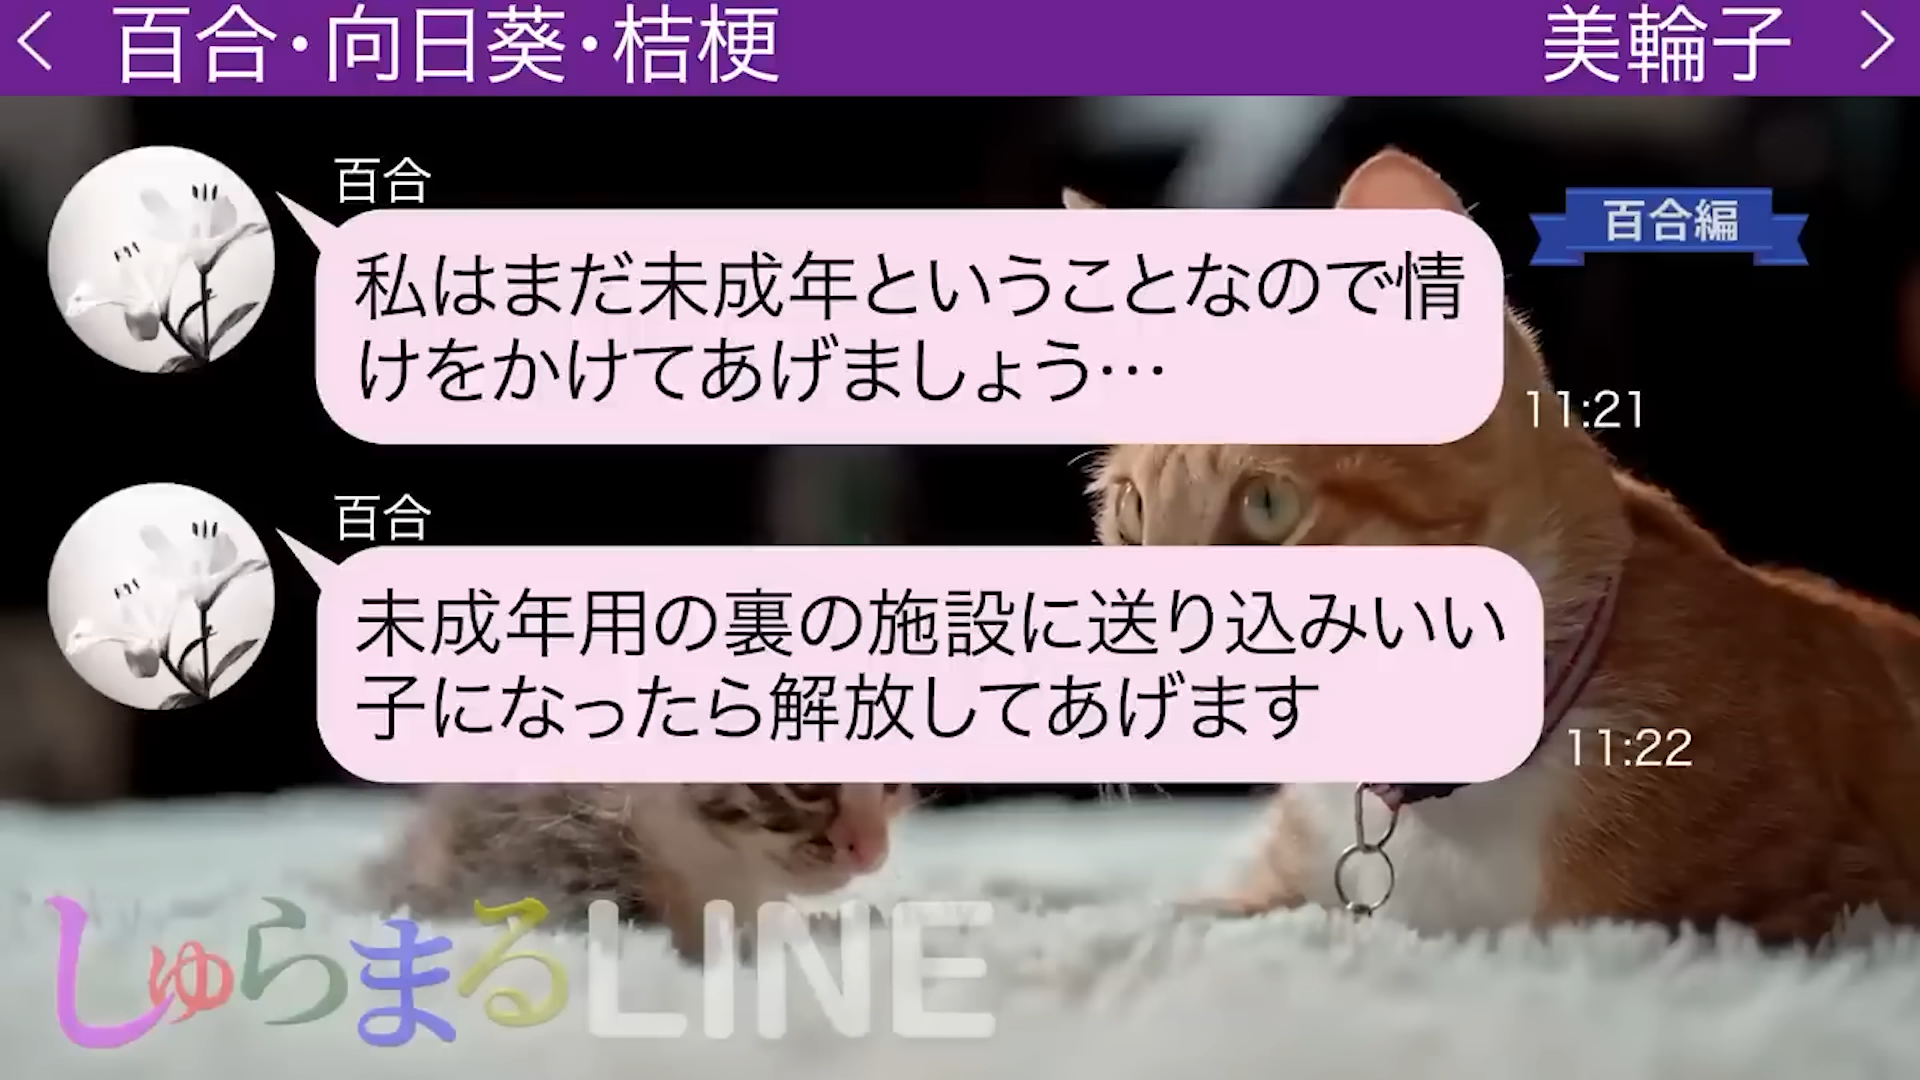 百合・向日葵・桔梗
美輪子
百合編
百合
私はまだ未成年ということなので情
けをかけてあげましょう…
11:21
百合
未成年用の裏の施設に送り込みいい
子になったら解放してあげます
11:22
しゅらまるLINE